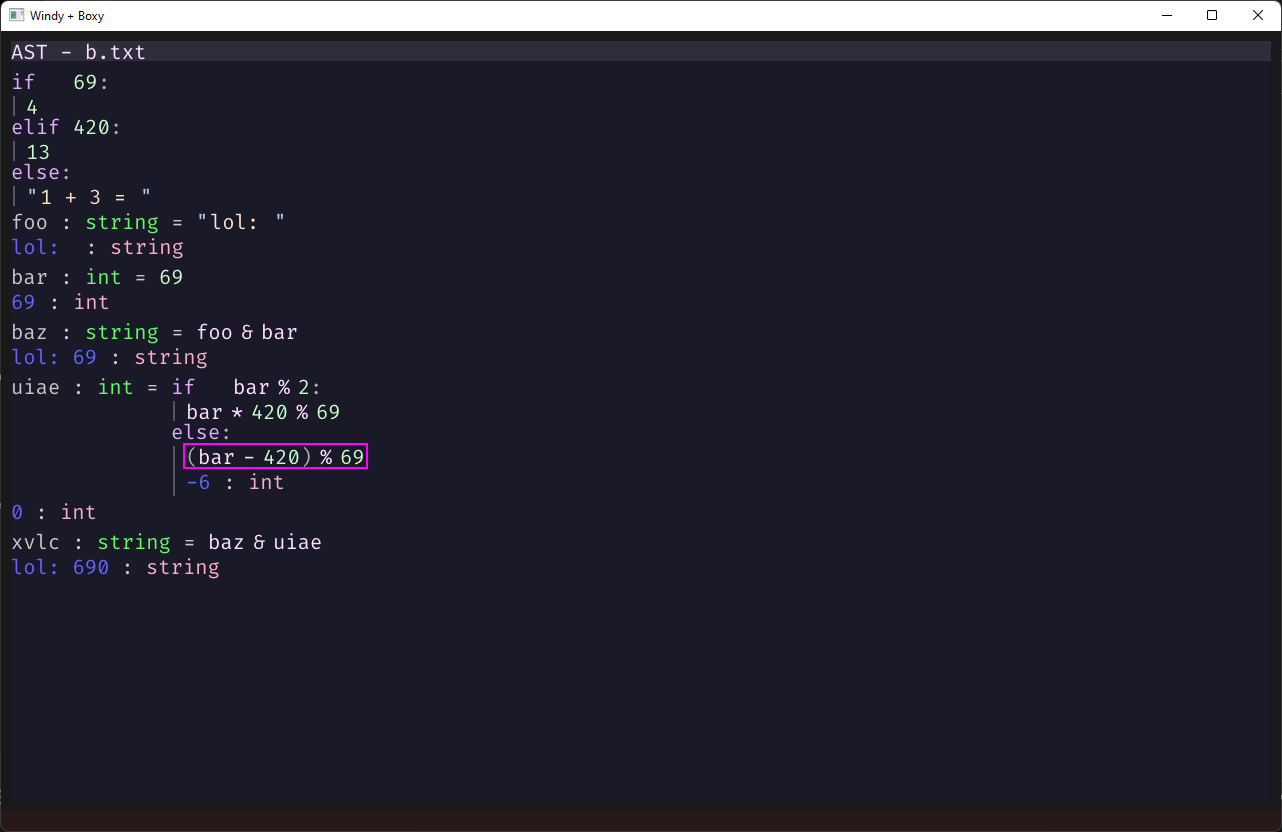 Windy + Boxy
AST - b.txt
if   69:
4
elif 420:
13
else:
"1 + 3 = "
foo : string = "lol: "
lol:  : string
bar : int = 69
69 : int
baz : string = foo & bar
lol: 69 : string
uiae : int = if   bar % 2:
bar * 420 % 69
else:
(bar - 420) % 69
-6 : int
0 : int
xvlc : string = baz & uiae
lol: 690 : string